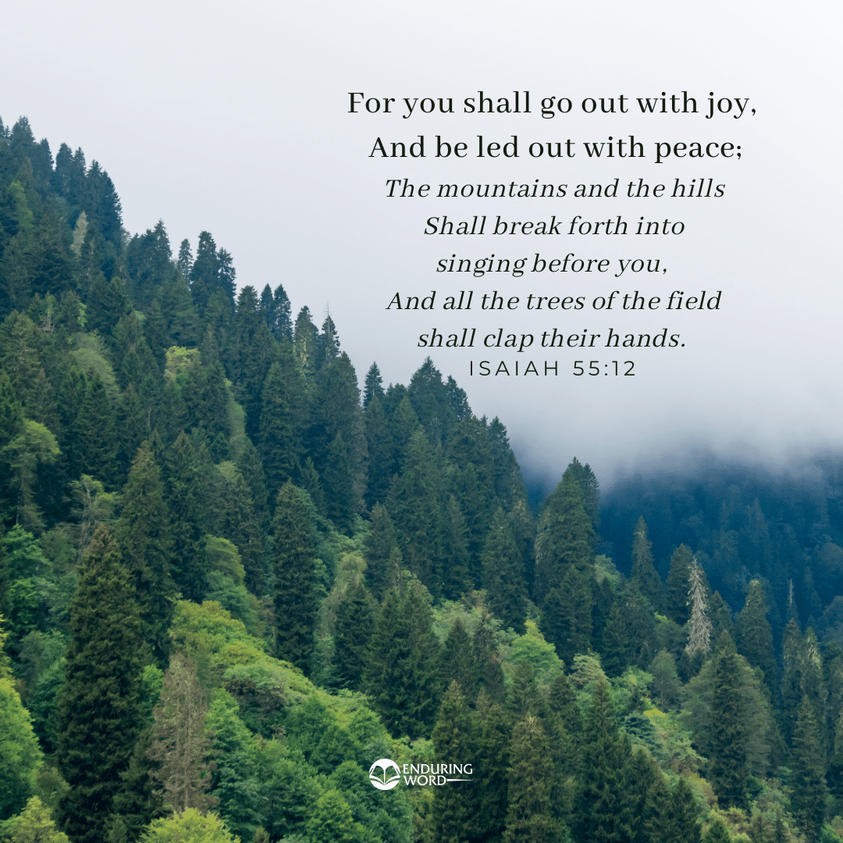 For you shall go out with joy,
And be led out with peace;
The mountains and the hills
Shall break forth into
singing before you,
And all the trees of the field
shall clap their hands.
ISAIAH 55:12
ENDURING
WORD